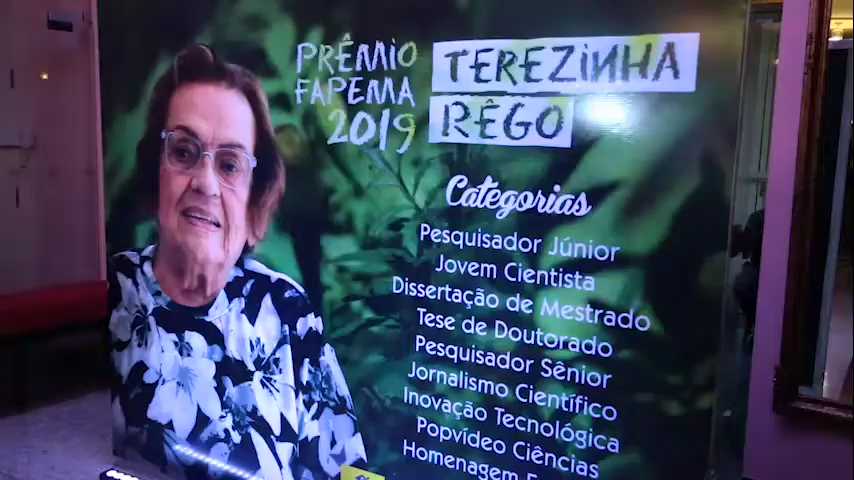 PRÊMIO
FAPEMA
2019
TEREZINHA
RÊGO
Categorias
Pesquisador Júnior
Jovem Cientista
Dissertação de Mestrado
Tese de Doutorado
Pesquisador Sênior
Jornalismo Científico
Inovação Tecnológica
Popvídeo Ciências
Homenagem